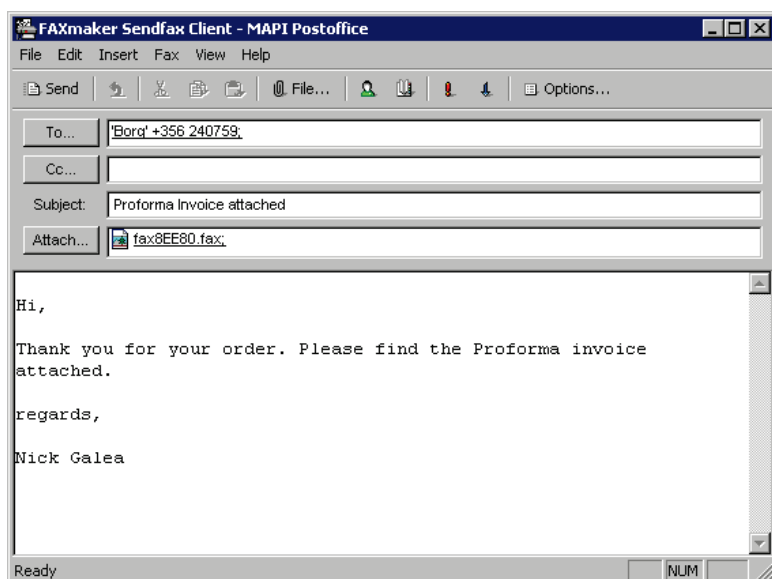 FAXmaker Sendfax Client - MAPI Postoffice
File Edit Insert Fax View Help
Send File... Options...
To... 'Borg' +356 240759;
Cc...
Subject: Proforma Invoice attached
Attach... fax8EE80.fax;
Hi,
Thank you for your order. Please find the Proforma invoice
attached.
regards,
Nick Galea
Ready NUM